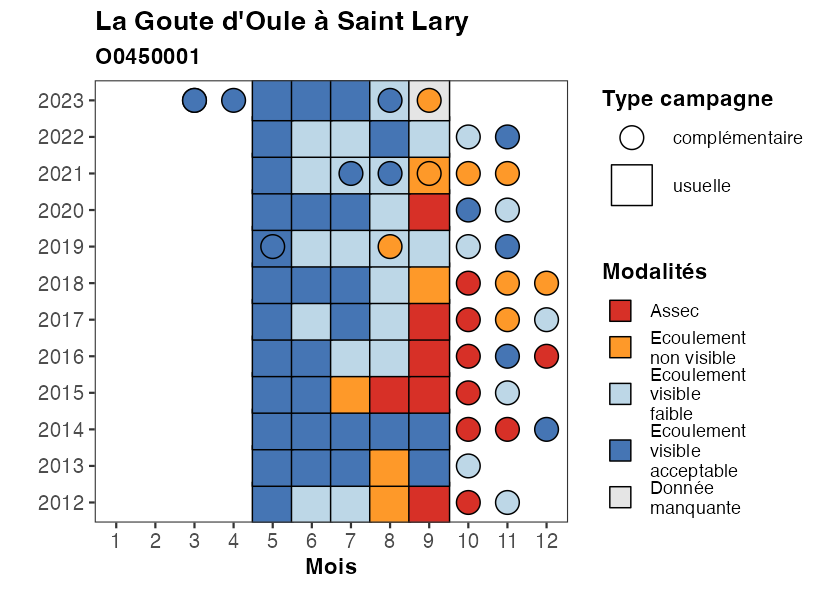 La Goute d'Oule à Saint Lary
O0450001
2023
2022
2021
2020
2019
2018
2017
2016
2015
2014
2013
2012
1 2 3 4 5 6 7 8 9 10 11 12
Mois
Type campagne
complémentaire
usuelle
Modalités
Assec
Ecoulement
non visible
Ecoulement
visible
faible
Ecoulement
visible
acceptable
Donnée
manquante